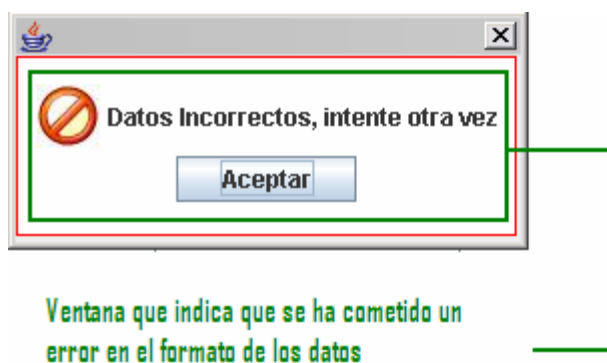 Datos Incorrectos, intente otra vez
Aceptar
Ventana que indica que se ha cometido un
error en el formato de los datos